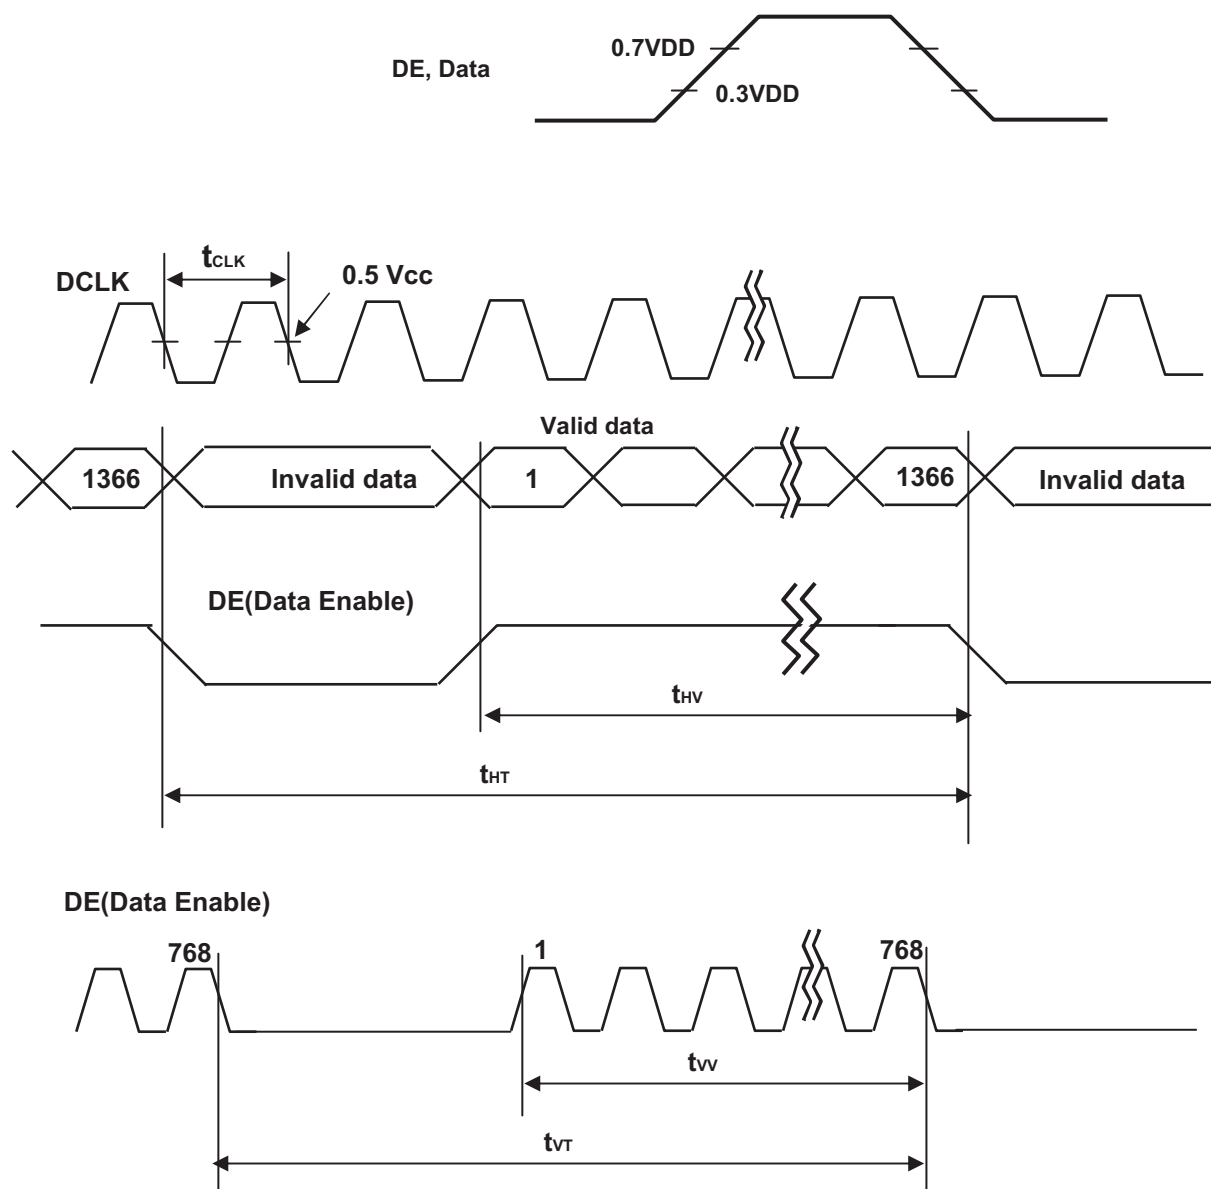 0.7VDD
DE, Data
0.3VDD
tCLK
DCLK
0.5 Vcc
Valid data
1366
Invalid data
1
1366
Invalid data
DE(Data Enable)
tHV
tHT
DE(Data Enable)
768
1
768
tVV
tVT